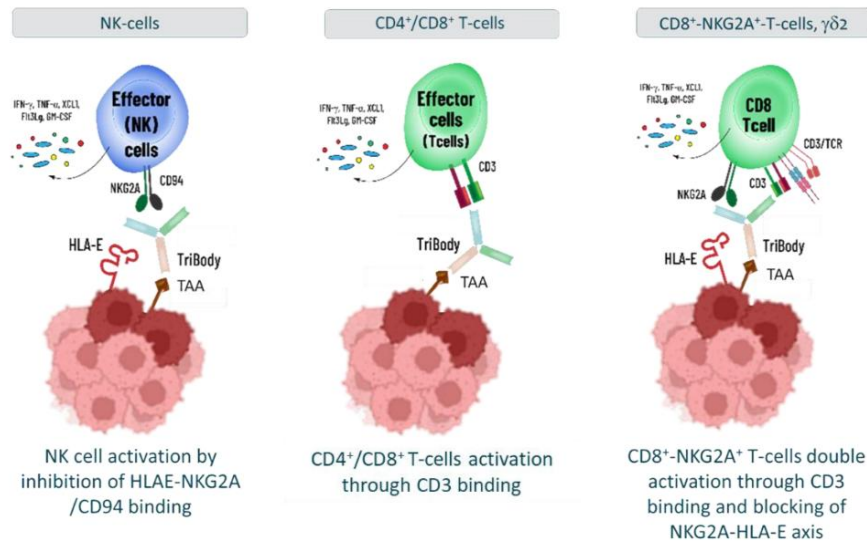 NK-cells
IFN-γ, TNF-α, XCL1,
Flt3Lg, GM-CSF
Effector
(NK)
cells
NKG2A
CD94
HLA-E
TriBody
TAA
NK cell activation by
inhibition of HLAE-NKG2A
/CD94 binding
CD4⁺/CD8⁺ T-cells
IFN-γ, TNF-α, XCL1,
Flt3Lg, GM-CSF
Effector
cells
(Tcells)
CD3
TriBody
TAA
CD4⁺/CD8⁺ T-cells activation
through CD3 binding
CD8⁺-NKG2A⁺-T-cells, γδ2
IFN-γ, TNF-α, XCL1,
Flt3Lg, GM-CSF
CD8
Tcell
CD3/TCR
NKG2A
CD3
HLA-E
TriBody
TAA
CD8⁺-NKG2A⁺ T-cells double
activation through CD3
binding and blocking of
NKG2A-HLA-E axis